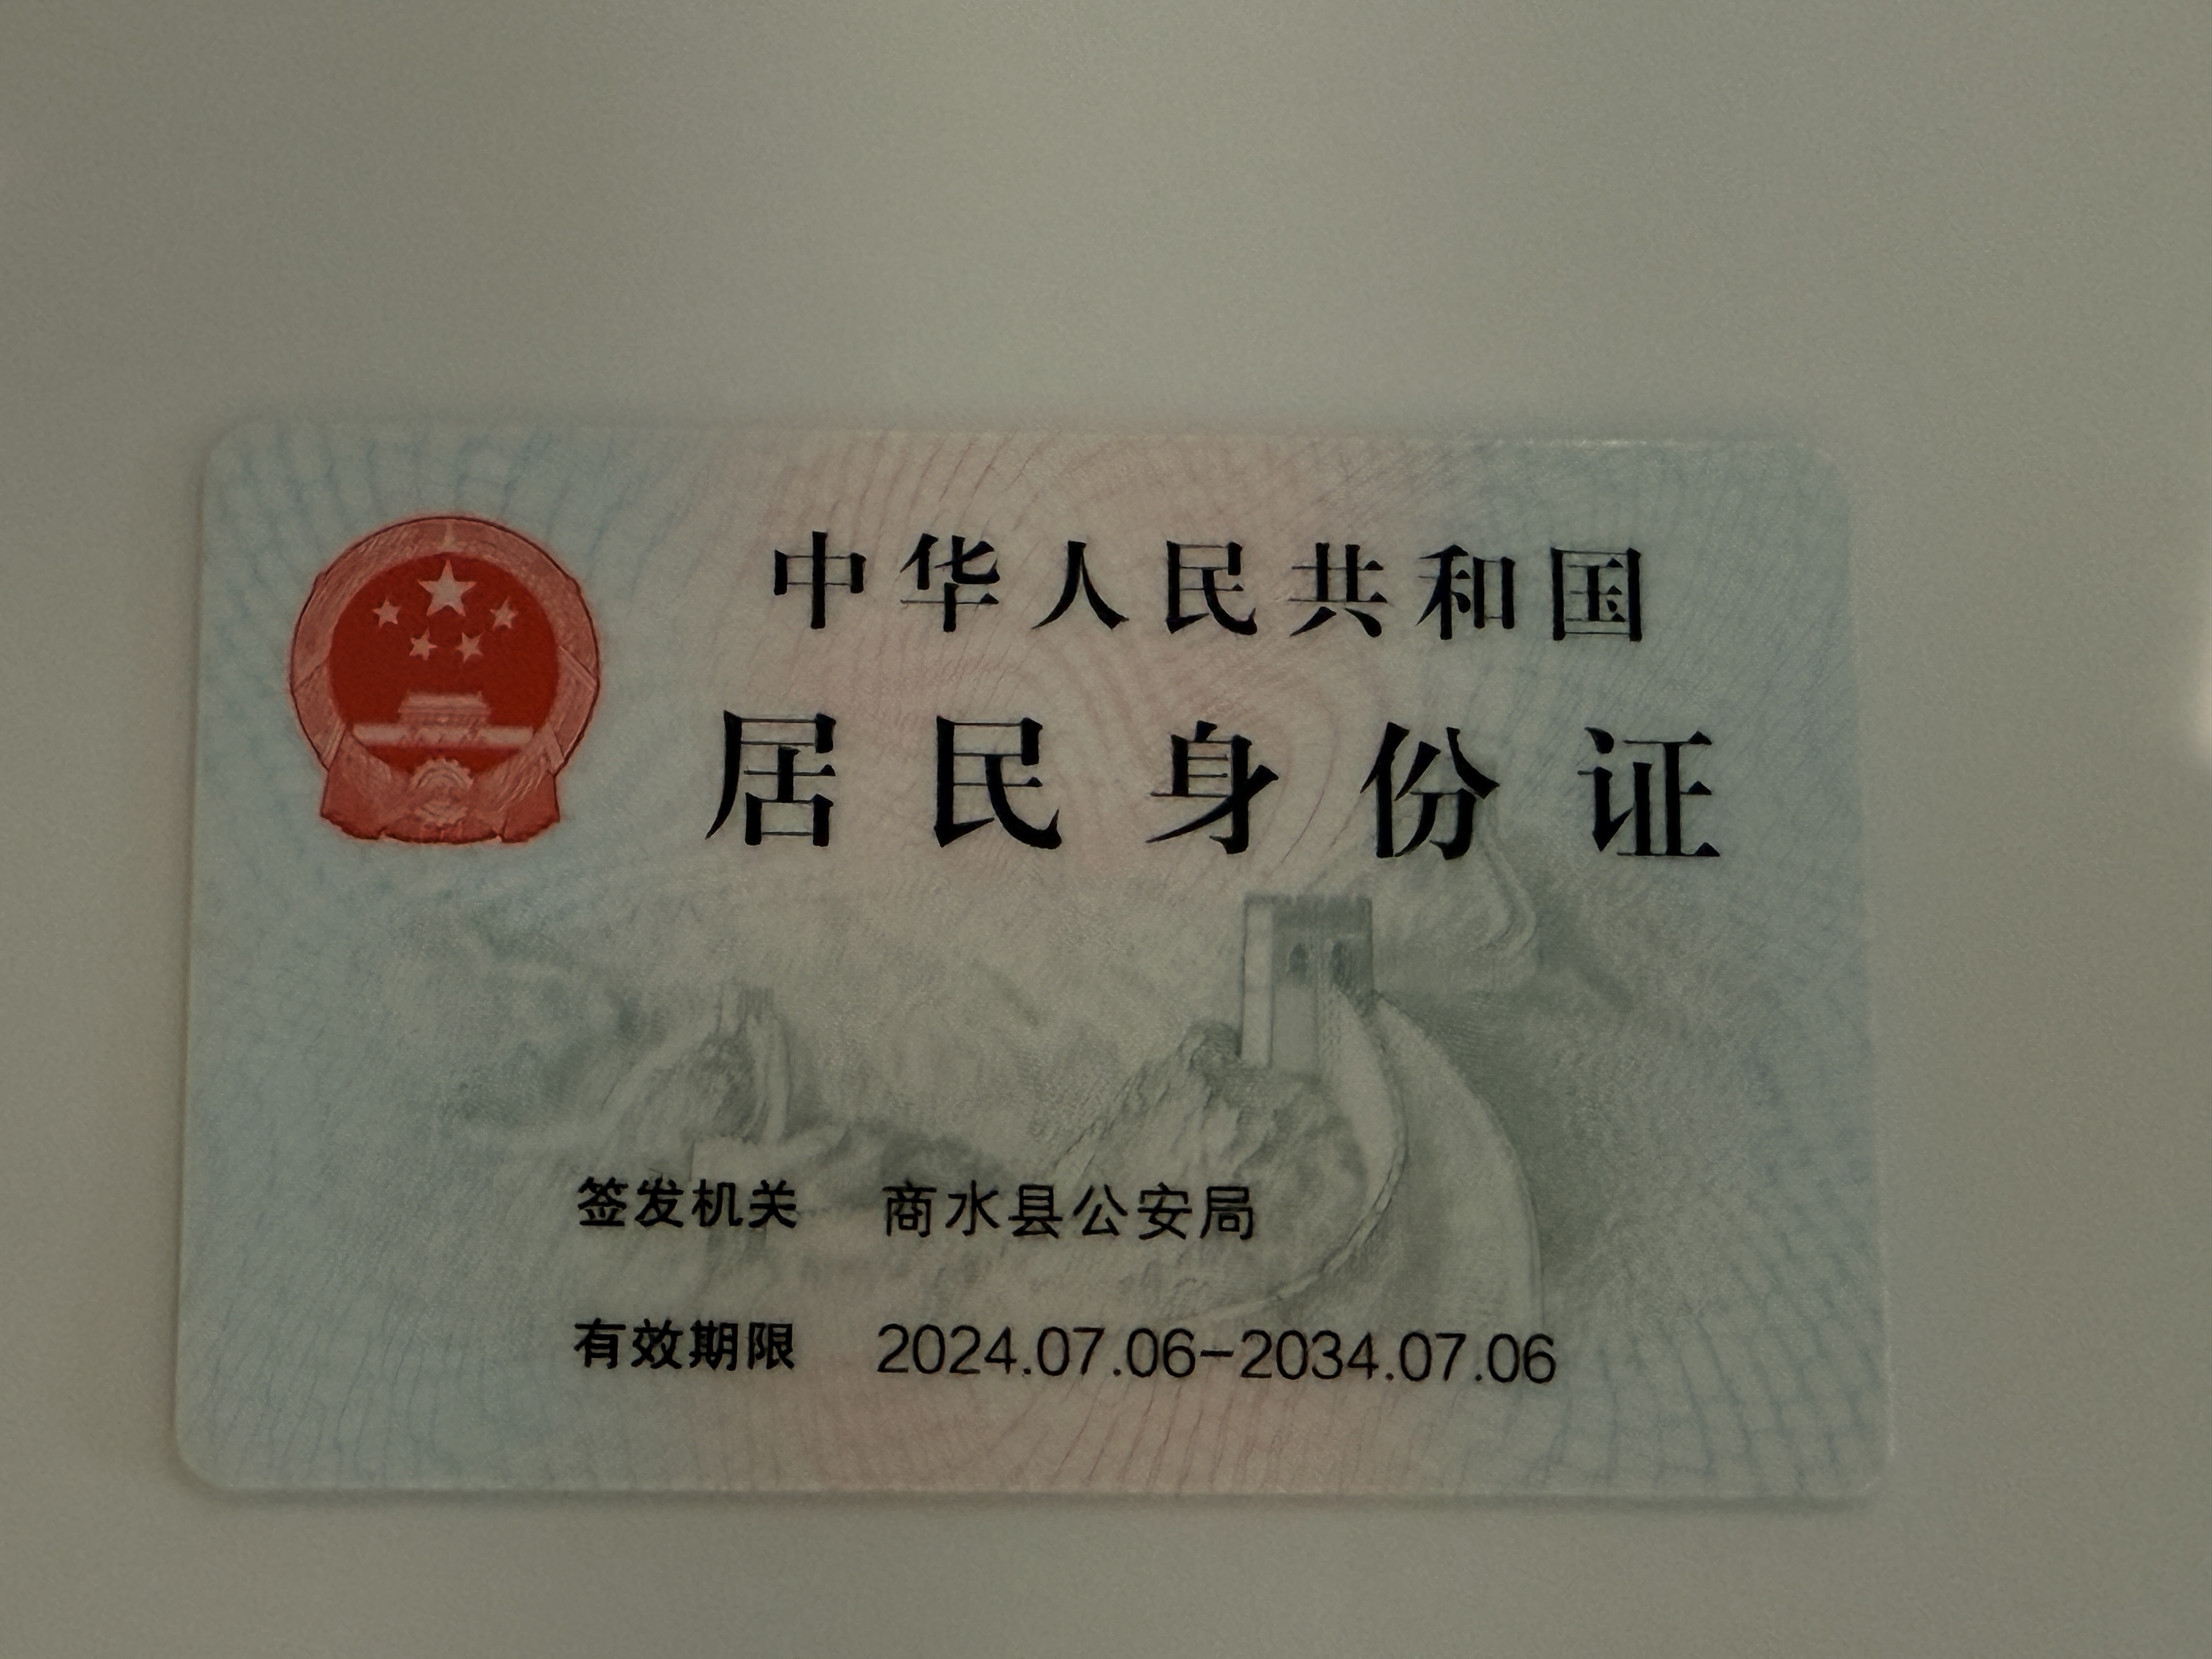 中华人民共和国
居民身份证
签发机关 商水县公安局
有效期限 2024.07.06-2034.07.06